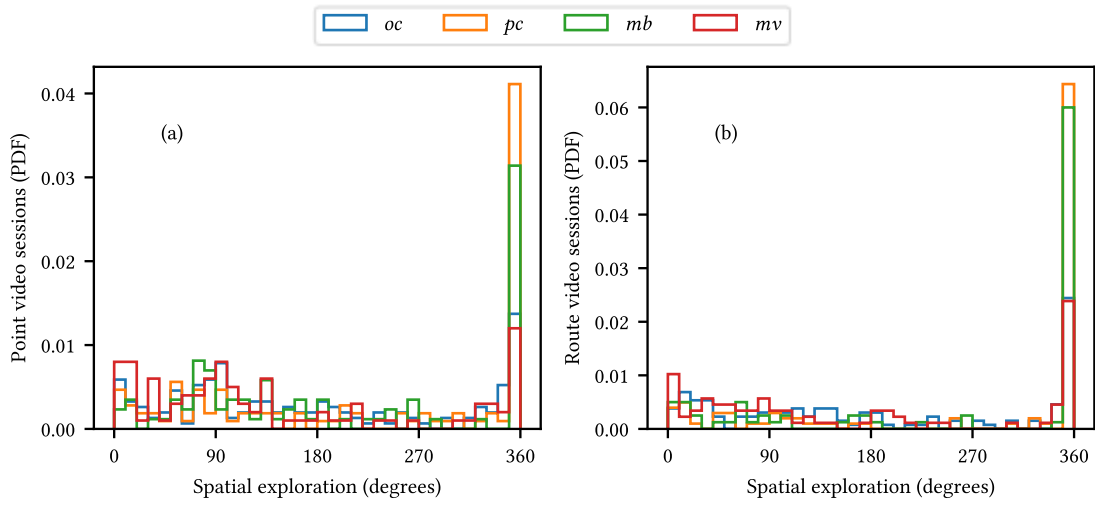 oc pc mb mv
Point video sessions (PDF)
0.04
0.03
0.02
0.01
0.00
(a)
0 90 180 270 360
Spatial exploration (degrees)
Route video sessions (PDF)
0.06
0.05
0.04
0.03
0.02
0.01
0.00
(b)
0 90 180 270 360
Spatial exploration (degrees)